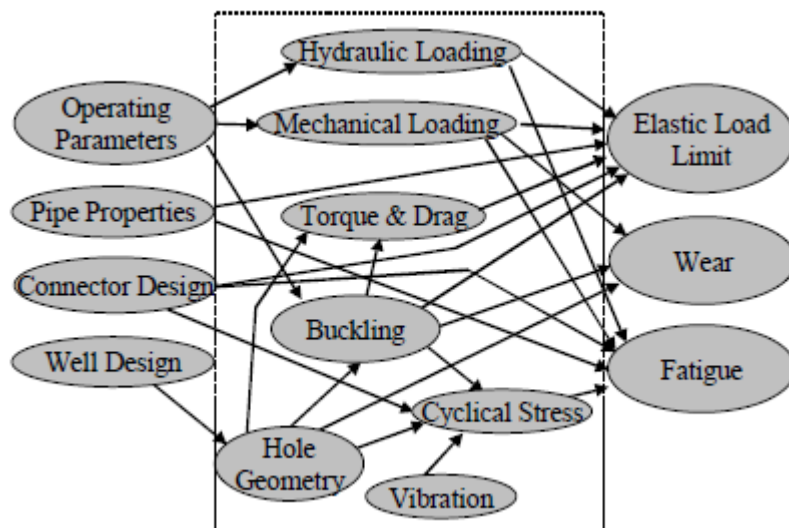 Hydraulic Loading
Operating
Parameters
Mechanical Loading
Elastic Load
Limit
Pipe Properties
Torque & Drag
Connector Design
Wear
Buckling
Well Design
Fatigue
Cyclical Stress
Hole
Geometry
Vibration